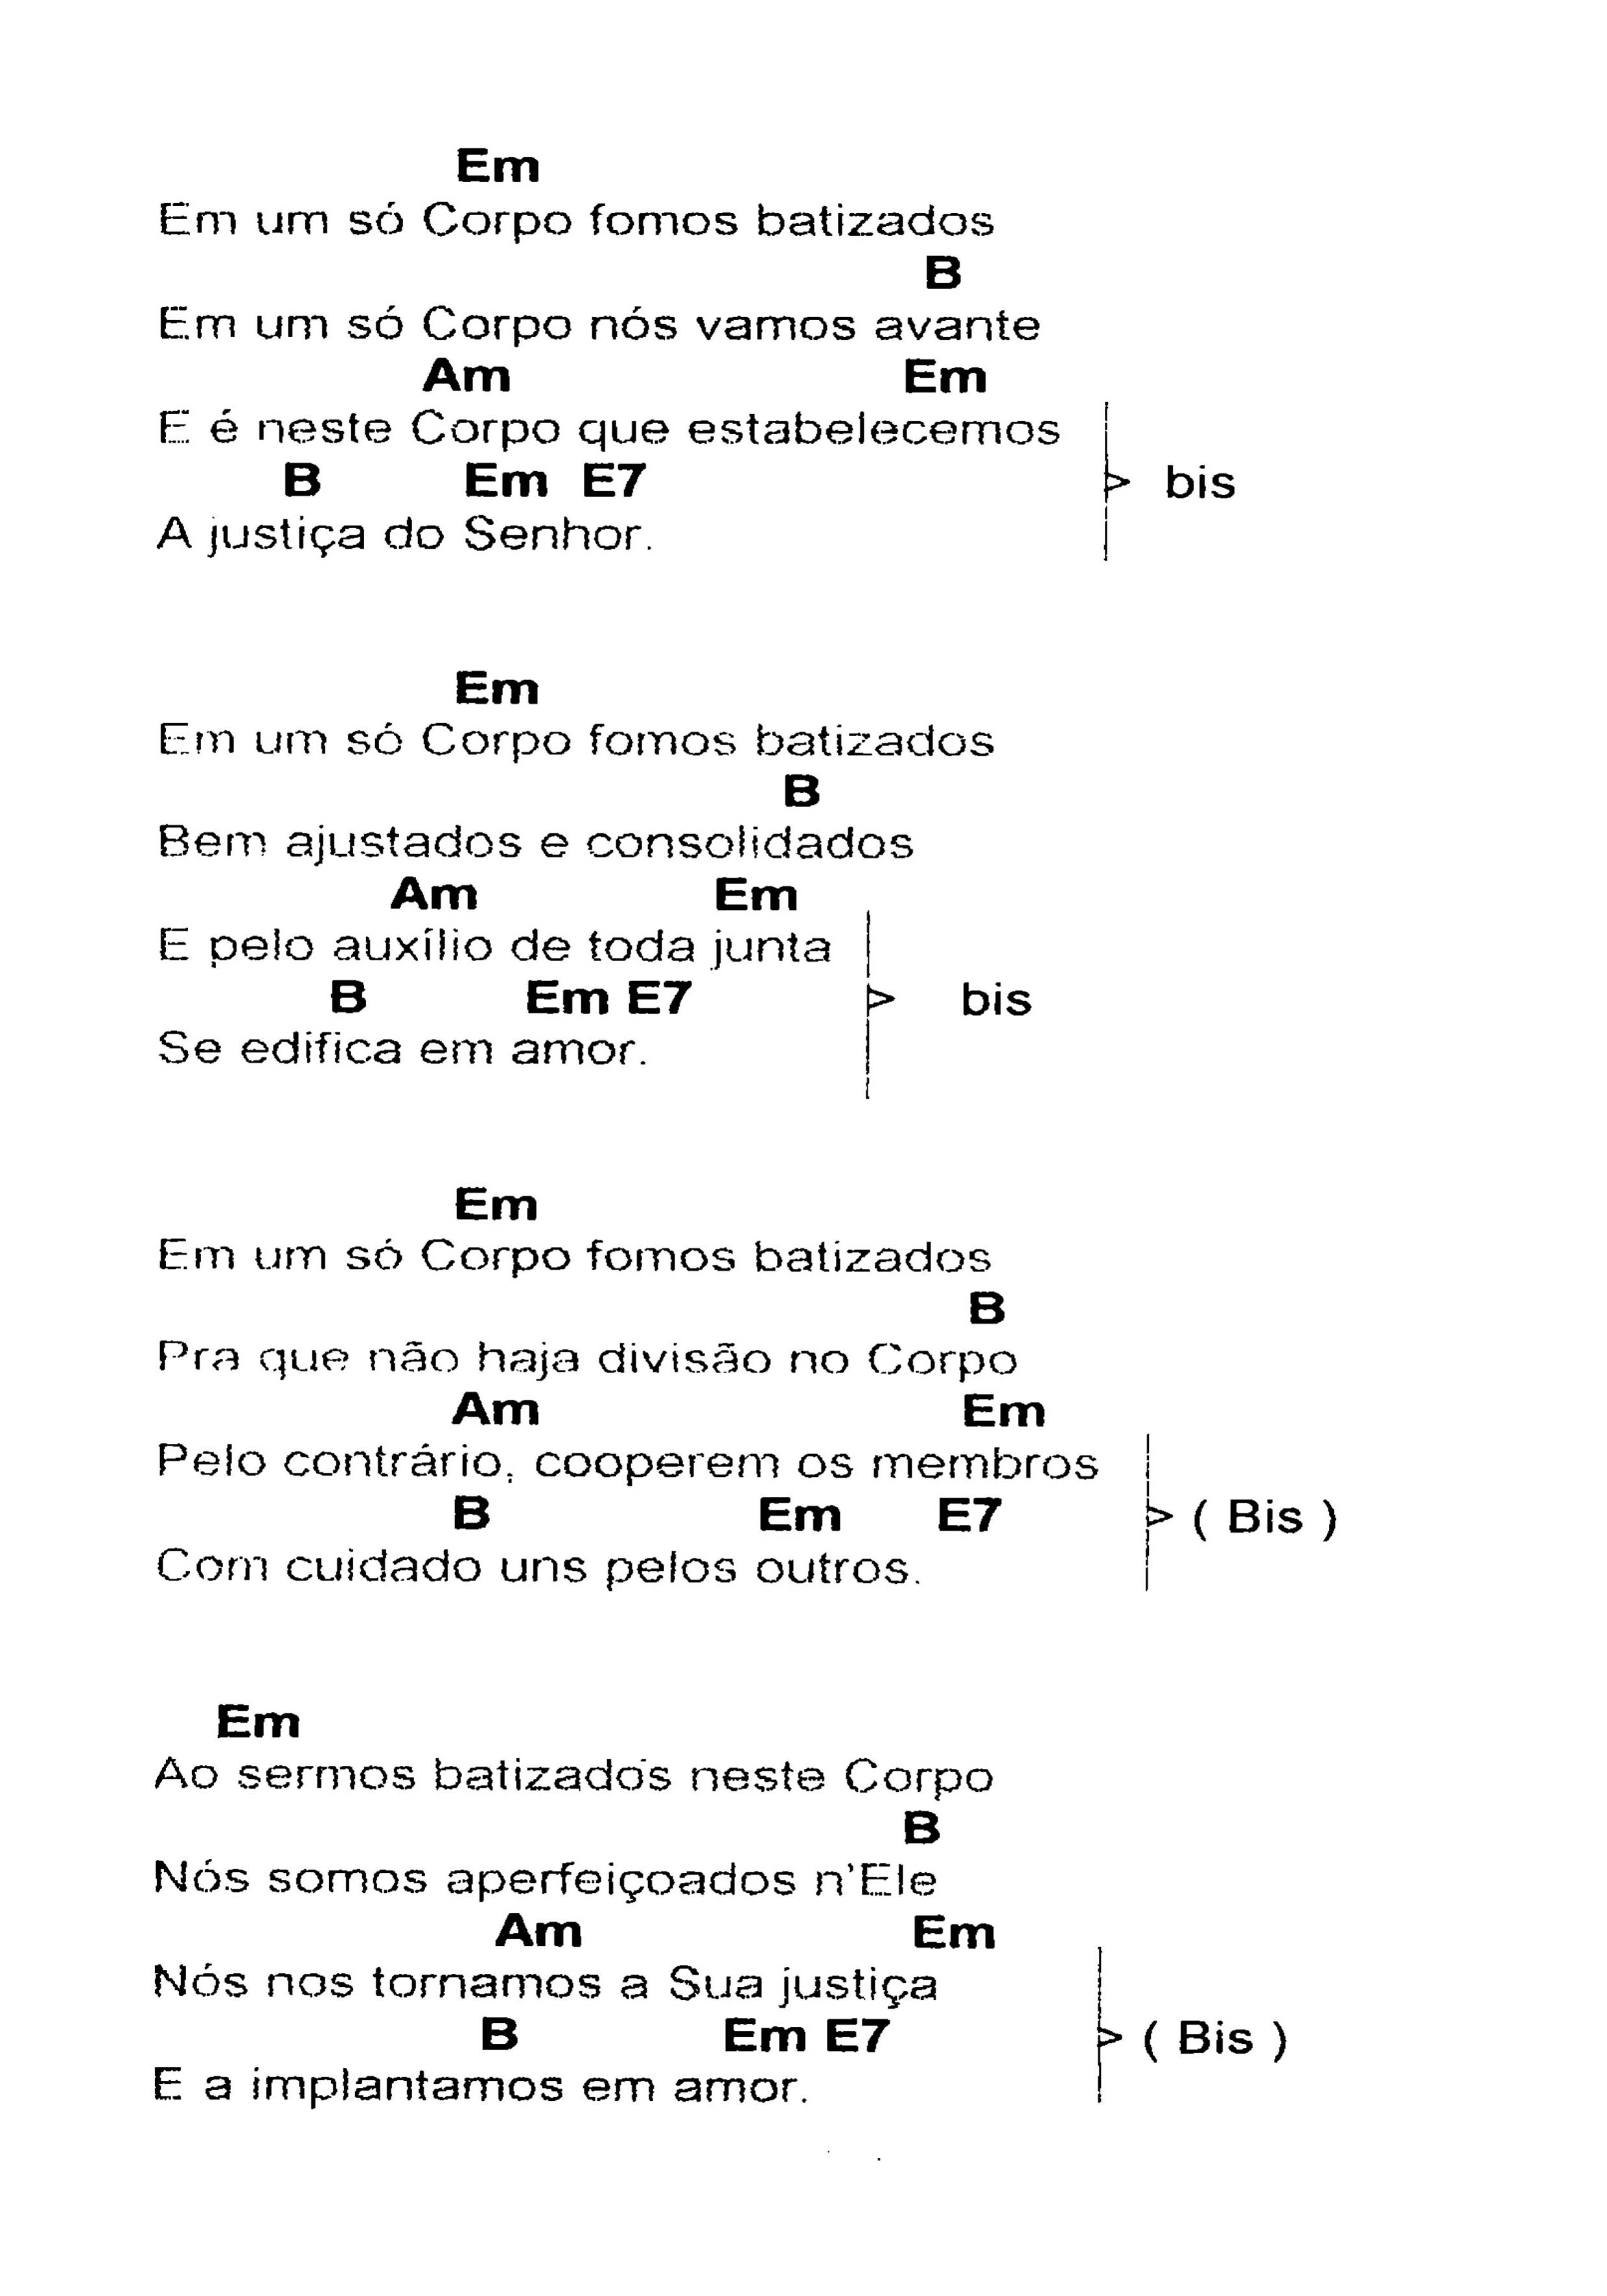 Em
Em um só Corpo fomos batizados
B
Em um só Corpo nós vamos avante
Am Em
E é neste Corpo que estabelecemos
B Em E7 > bis
A justiça do Senhor.
Em
Em um só Corpo fomos batizados
B
Bem ajustados e consolidados
Am Em
E pelo auxílio de toda junta
B Em E7 > bis
Se edifica em amor.
Em
Em um só Corpo fomos batizados
B
Pra que não haja divisão no Corpo
Am Em
Pelo contrário, cooperem os membros
B Em E7 > ( Bis )
Com cuidado uns pelos outros.
Em
Ao sermos batizados neste Corpo
B
Nós somos aperfeiçoados n'Ele
Am Em
Nós nos tornamos a Sua justiça
B Em E7 > ( Bis )
E a implantamos em amor.